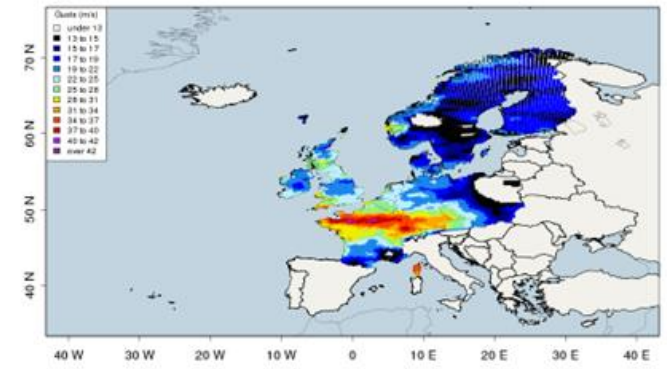 Gusts (m/s)
under 13
13 to 15
15 to 17
17 to 19
19 to 22
22 to 25
25 to 28
28 to 31
31 to 34
34 to 37
37 to 40
40 to 42
over 42
70 N
60 N
50 N
40 N
40 W
30 W
20 W
10 W
0
10 E
20 E
30 E
40 E